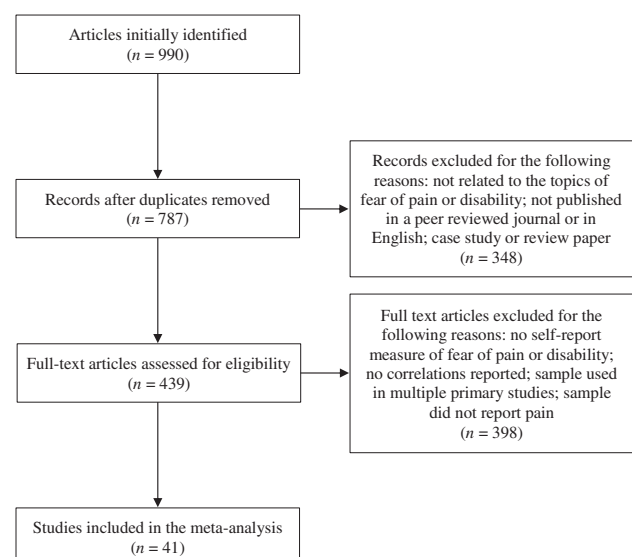 Articles initially identified
(n = 990)
Records after duplicates removed
(n = 787)
Records excluded for the following
reasons: not related to the topics of
fear of pain or disability; not published
in a peer reviewed journal or in
English; case study or review paper
(n = 348)
Full-text articles assessed for eligibility
(n = 439)
Full text articles excluded for the
following reasons: no self-report
measure of fear of pain or disability;
no correlations reported; sample used
in multiple primary studies; sample
did not report pain
(n = 398)
Studies included in the meta-analysis
(n = 41)